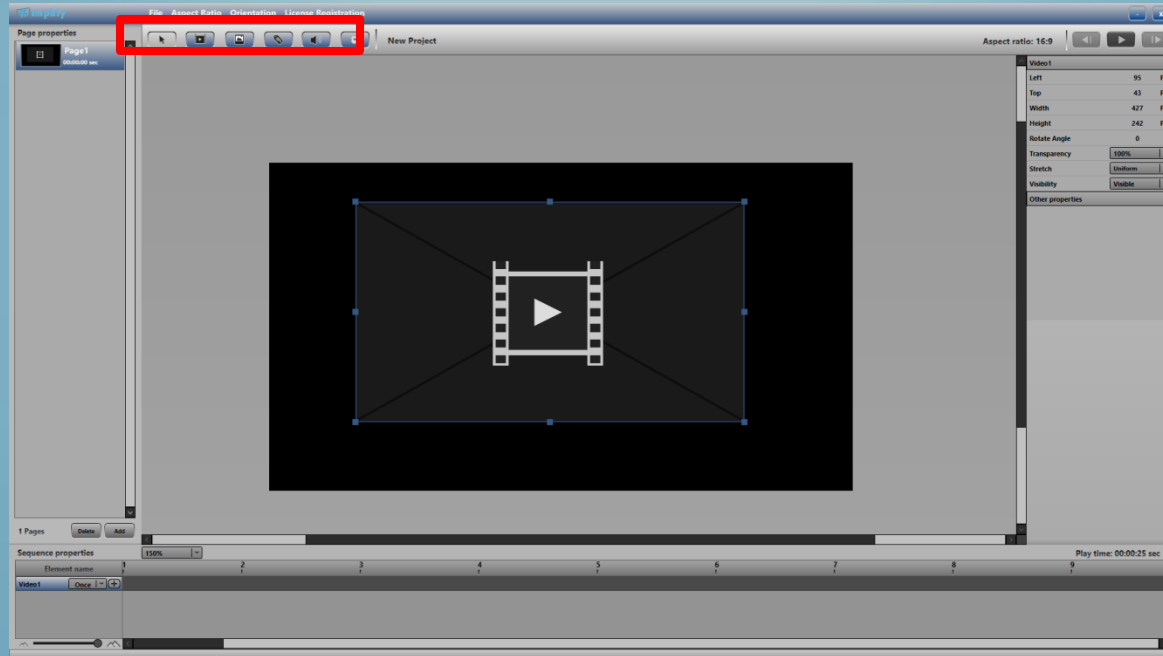 File Aspect Ratio Orientation License Registration
Page properties
New Project
Aspect ratio: 16:9
Page1
00:00:00 sec
Video1
Left 95
Top 43
Width 427
Height 242
Rotate Angle 0
Transparency 100%
Stretch Uniform
Visibility Visible
Other properties
1 Pages Delete Add
Sequence properties 150% Play time: 00:00:25 sec
Element name 1 2 3 4 5 6 7 8 9
Video1 Once